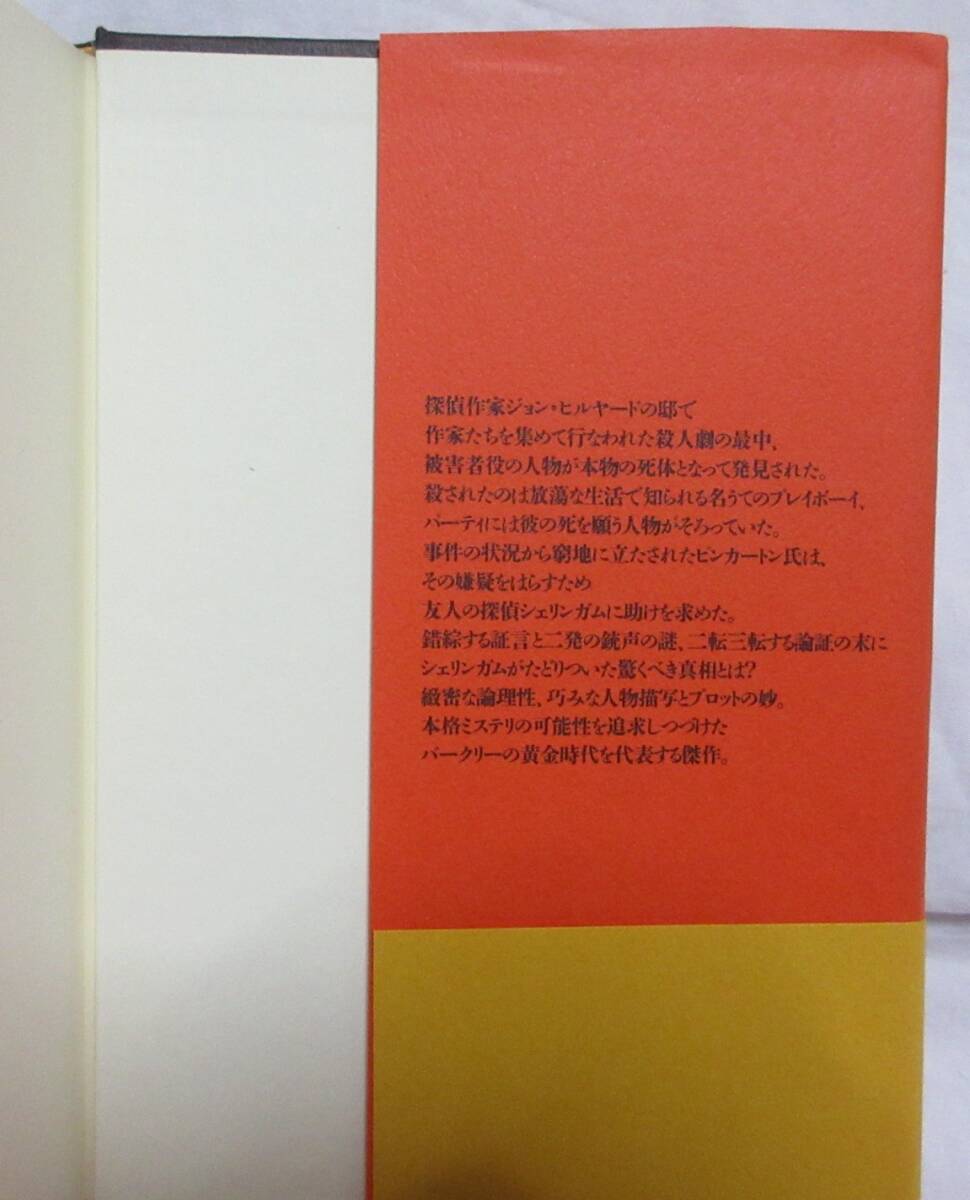 探偵作家ジョン・ヒルヤードの邸で
作家たちを集めて行なわれた殺人劇の最中、
被害者役の人物が本物の死体となって発見された。
殺されたのは放蕩な生活で知られる名うてのプレイボーイ、
パーティには彼の死を願う人物がそろっていた。
事件の状況から窮地に立たされたピンカートン氏は、
その嫌疑をはらすため
友人の探偵シェリンガムに助けを求めた。
錯綜する証言と二発の銃声の謎、二転三転する論証の末に
シェリンガムがたどりついた驚くべき真相とは?
緻密な論理性、巧みな人物描写とプロットの妙。
本格ミステリの可能性を追求しつづけた
バークリーの黄金時代を代表する傑作。